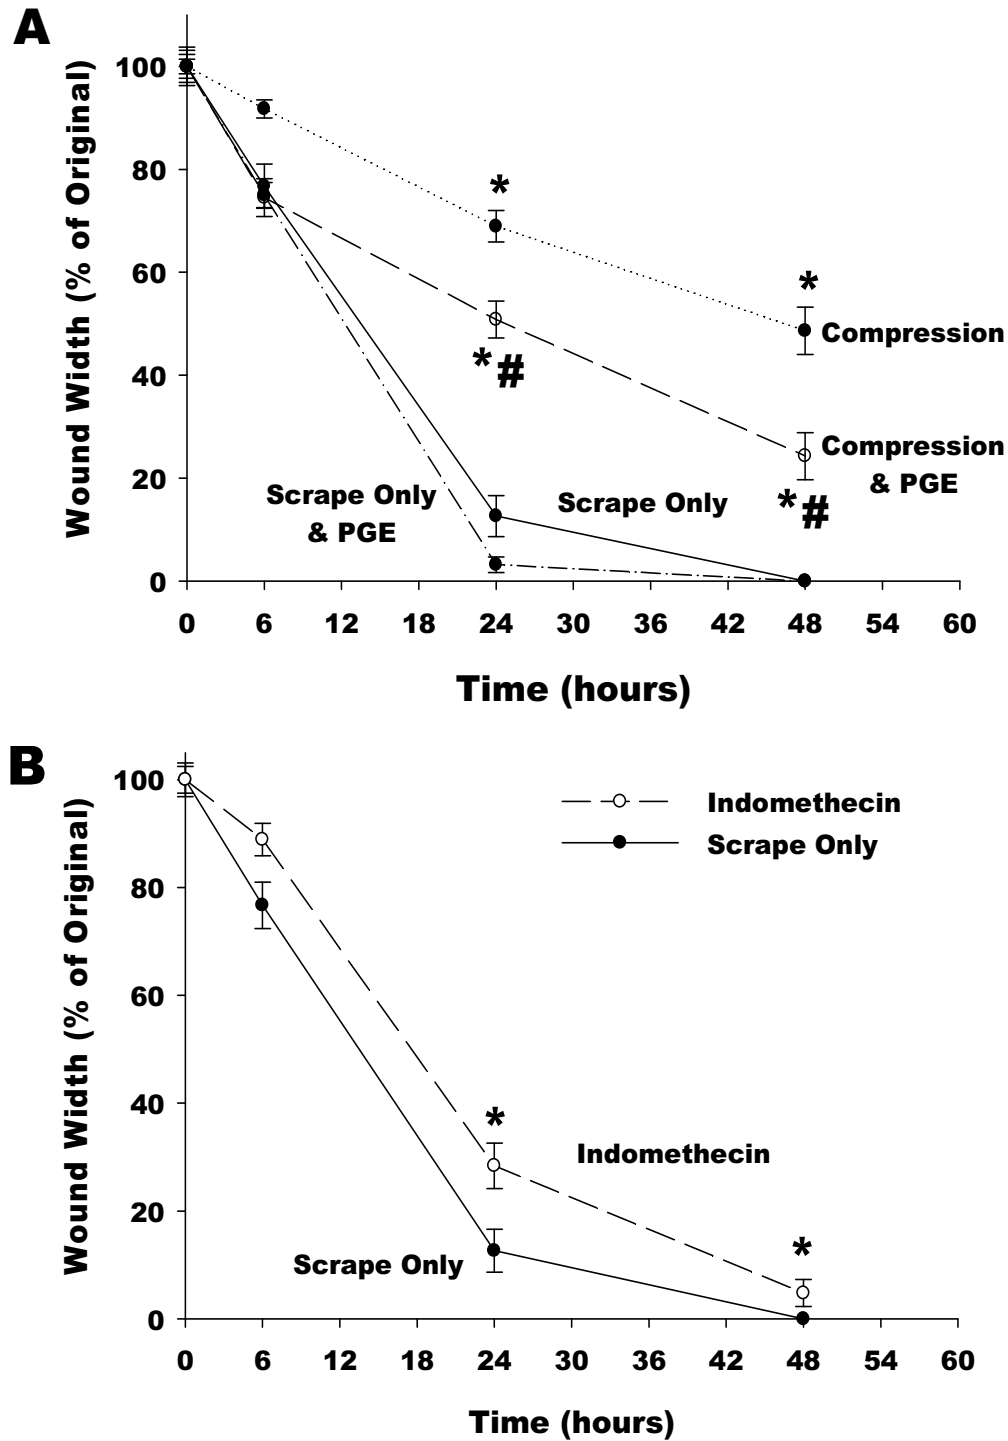 A
Wound Width (% of Original)
100
80
60
40
20
0
*
*
Compression
*#
Compression
& PGE
*#
Scrape Only
& PGE
Scrape Only
0 6 12 18 24 30 36 42 48 54 60
Time (hours)
B
Wound Width (% of Original)
100
80
60
40
20
0
Indomethecin
Scrape Only
*
Indomethecin
*
Scrape Only
0 6 12 18 24 30 36 42 48 54 60
Time (hours)